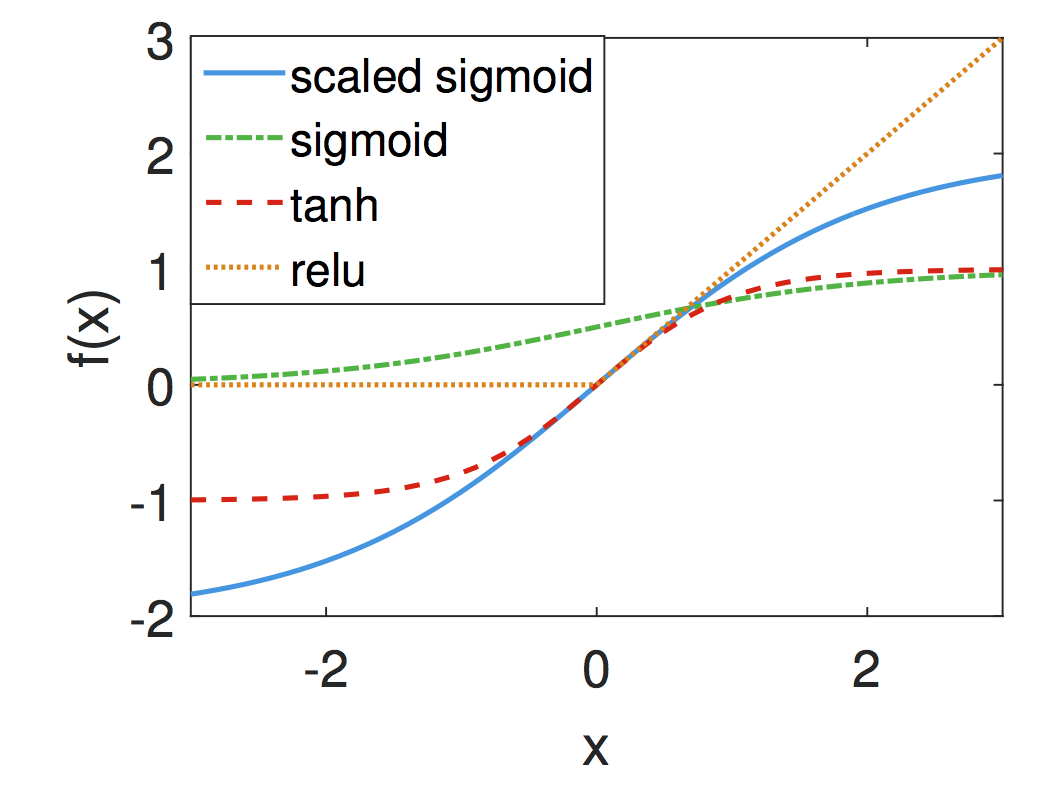 3
scaled sigmoid
sigmoid
2
tanh
1
relu
f(x)
0
-1
-2
-2 0 2
x